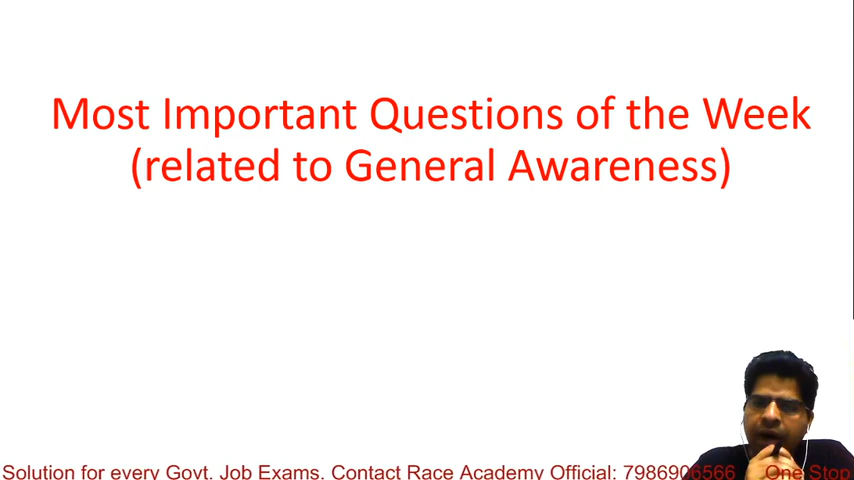 Most Important Questions of the Week
(related to General Awareness)
Solution for every Govt. Job Exams. Contact Race Academy Official: 7986906566 One Stop